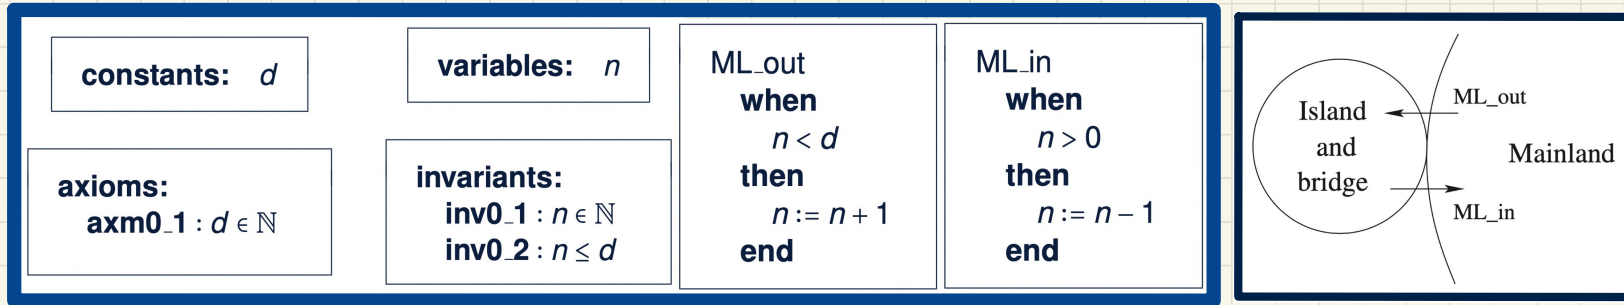 constants: d
axioms:
axm0_1 : d ∈ ℕ
variables: n
invariants:
inv0_1 : n ∈ ℕ
inv0_2 : n ≤ d
ML_out
when
n < d
then
n := n + 1
end
ML_in
when
n > 0
then
n := n − 1
end
Island
and
bridge
ML_out
Mainland
ML_in